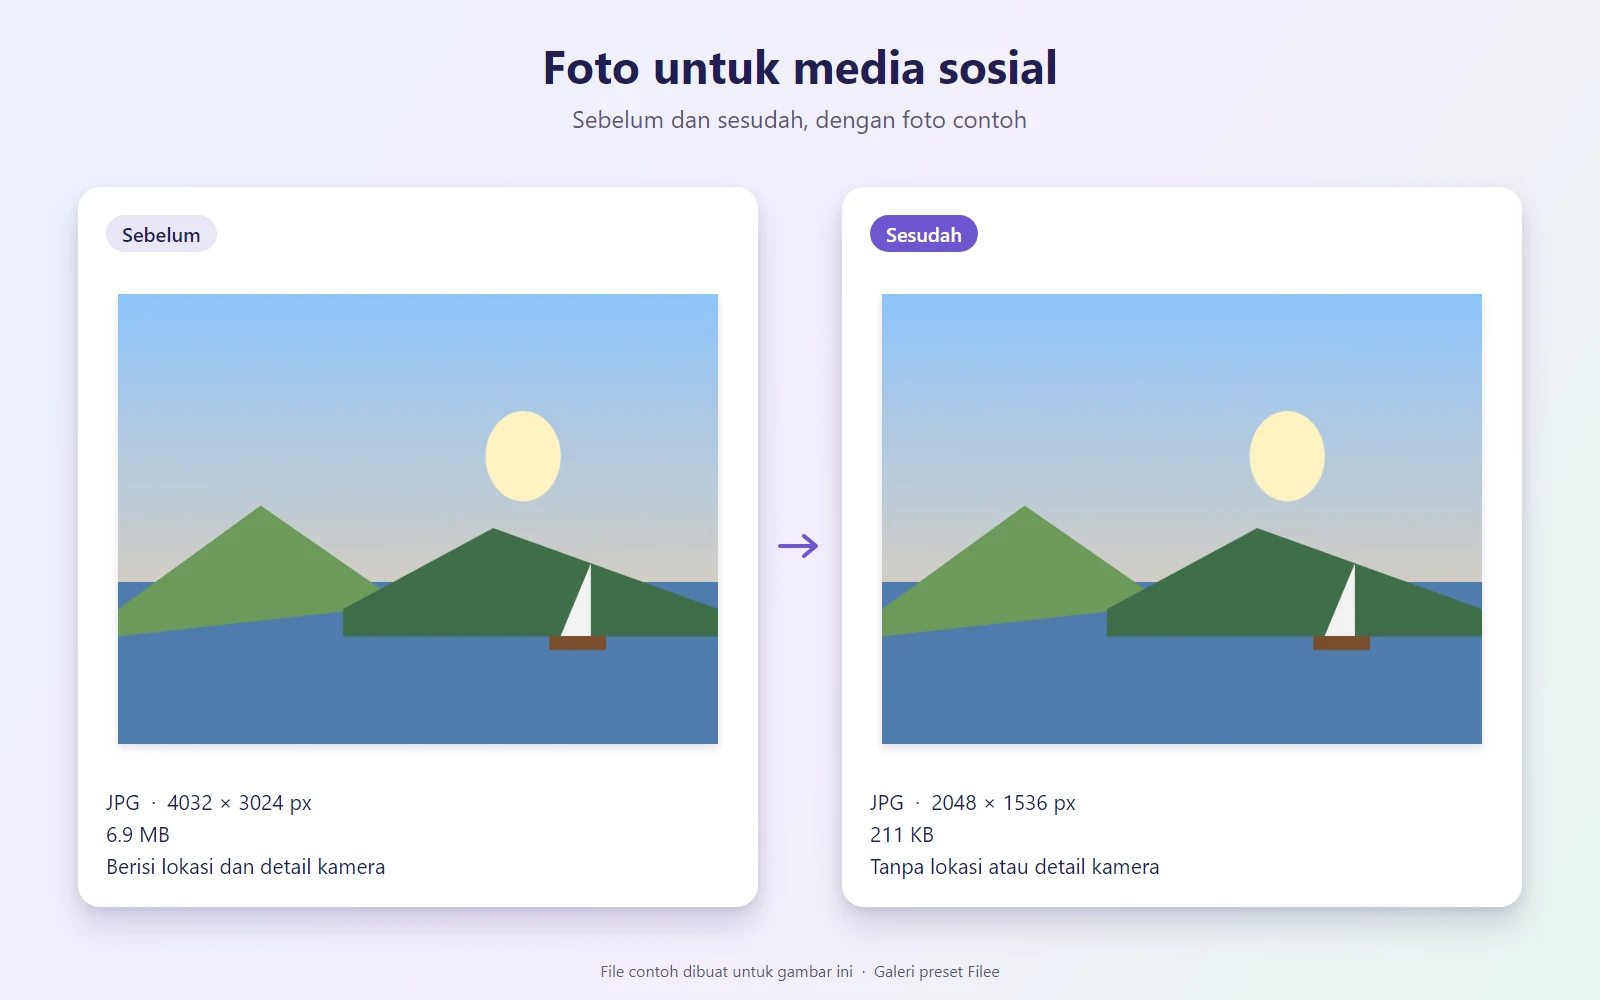 Foto untuk media sosial
Sebelum dan sesudah, dengan foto contoh
Sebelum
JPG · 4032 × 3024 px
6.9 MB
Berisi lokasi dan detail kamera
Sesudah
JPG · 2048 × 1536 px
211 KB
Tanpa lokasi atau detail kamera
File contoh dibuat untuk gambar ini · Galeri preset Filee